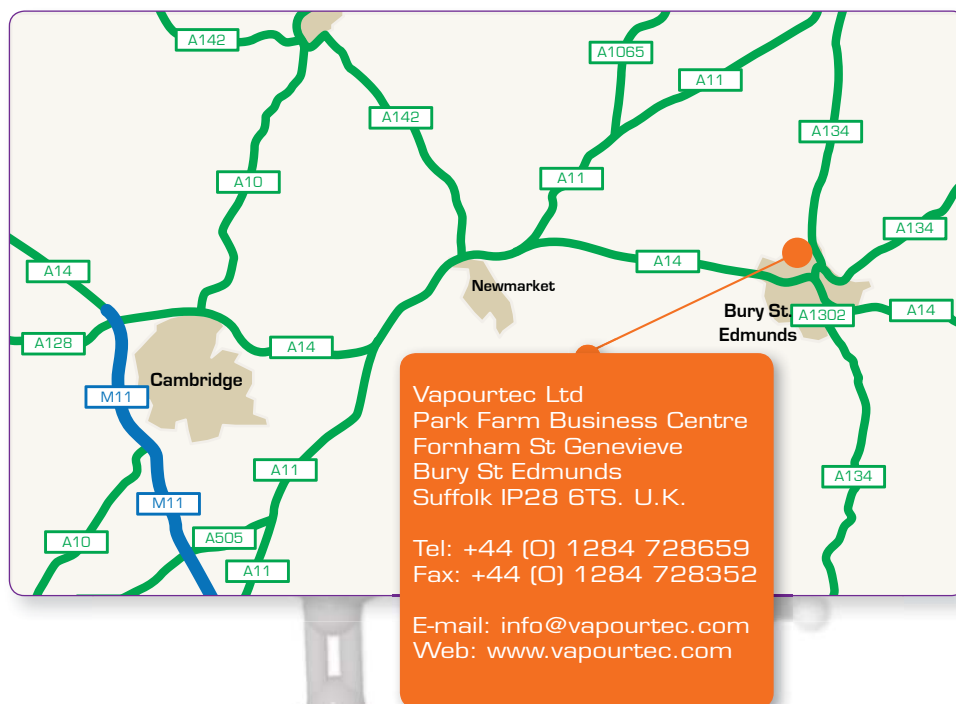 A142
A1065
A11
A142
A134
A10
A11
A134
A14
A14
Newmarket
A14
Bury St.
Edmunds
A1302
A128
A14
Cambridge
M11
Vapourtec Ltd
Park Farm Business Centre
Fornham St Genevieve
Bury St Edmunds
Suffolk IP28 6TS. U.K.
Tel: +44 (0) 1284 728659
Fax: +44 (0) 1284 728352
E-mail: info@vapourtec.com
Web: www.vapourtec.com
A11
A134
M11
A10
A505
A11